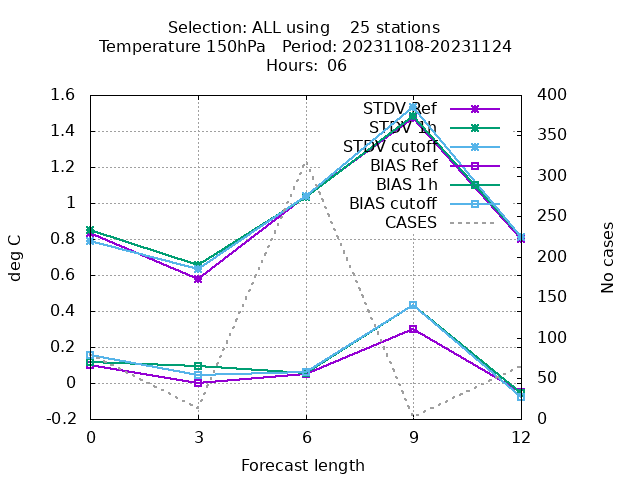 Selection: ALL using 25 stations
Temperature 150hPa Period: 20231108-20231124
Hours: 06
1.6
1.4
1.2
1
0.8
0.6
0.4
0.2
0
-0.2
deg C
400
350
300
250
200
150
100
50
0
No cases
STDV Ref
STDV 1h
STDV cutoff
BIAS Ref
BIAS 1h
BIAS cutoff
CASES
0 3 6 9 12
Forecast length